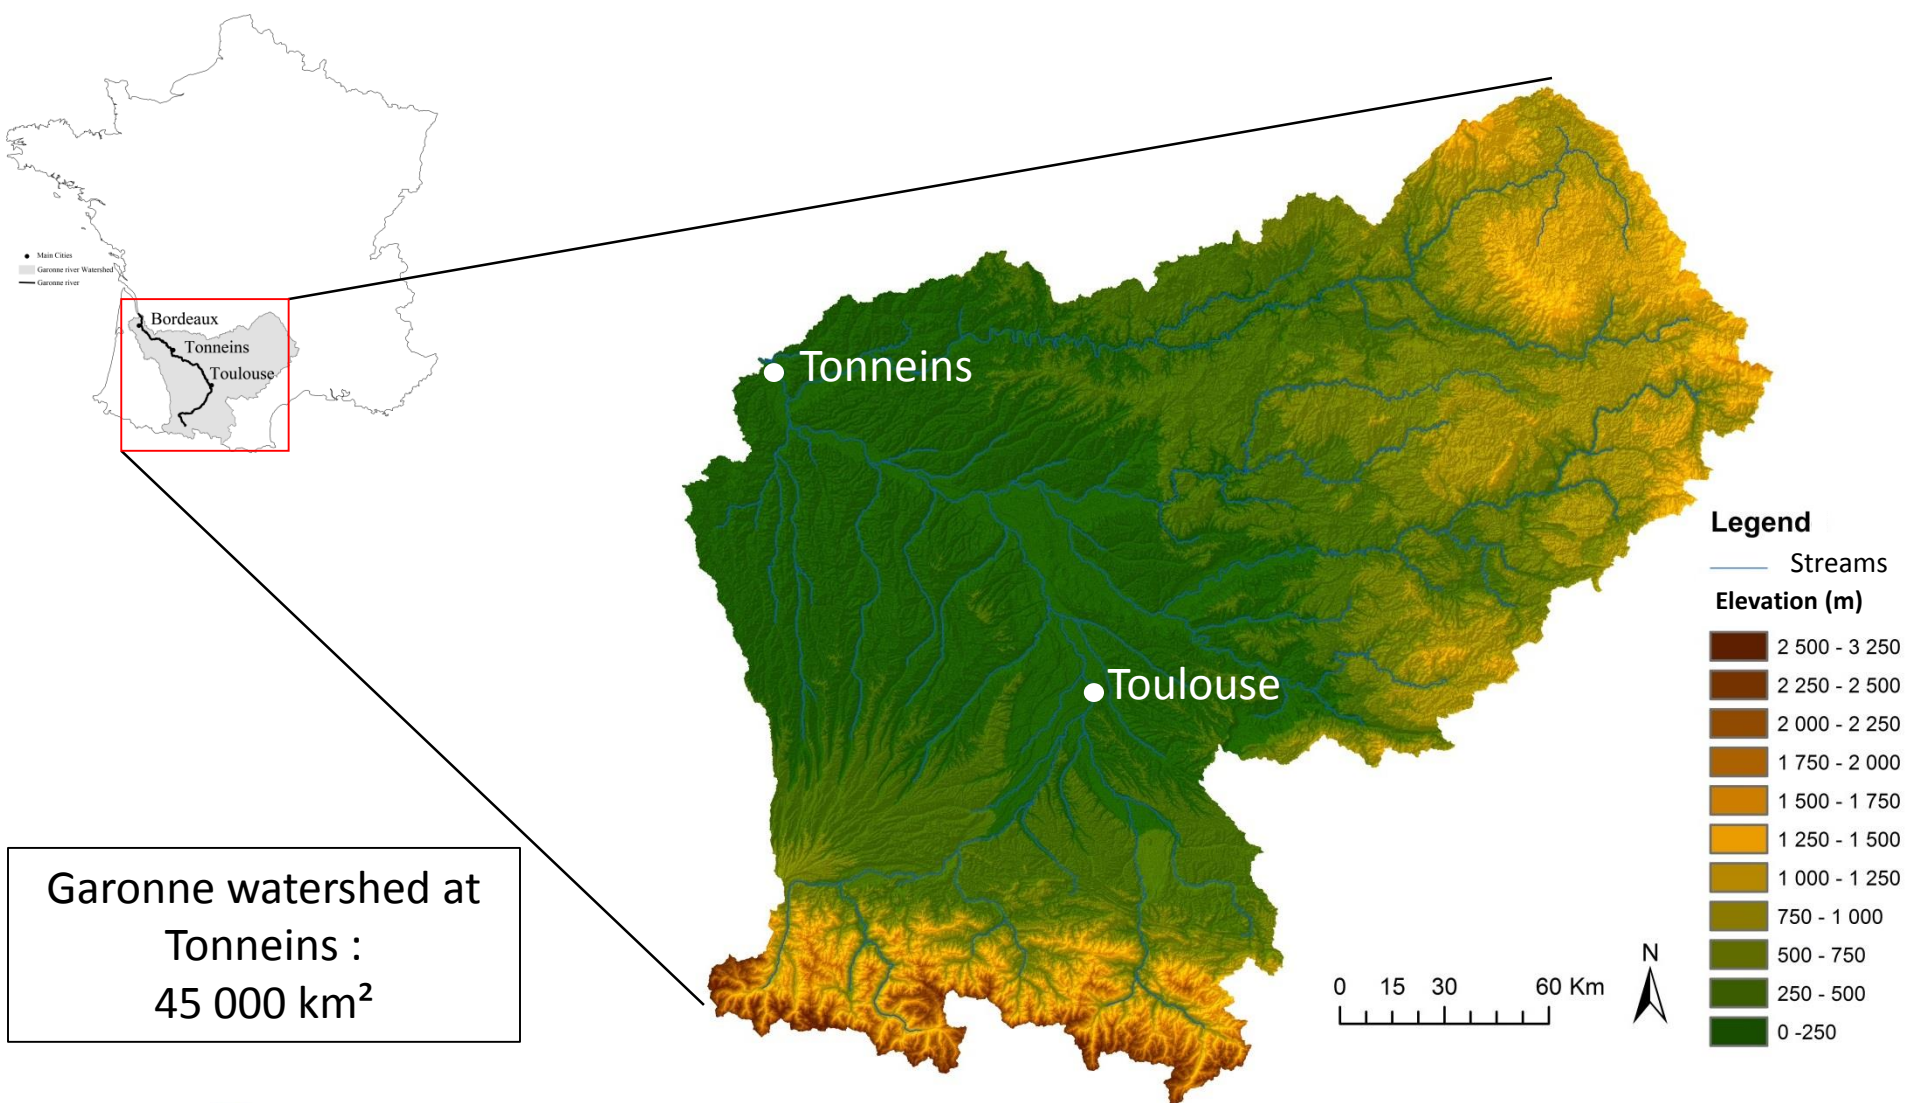 Main Cities
Garonne river Watershed
Garonne river
Bordeaux
Tonneins
Toulouse
Tonneins
Toulouse
Garonne watershed at
Tonneins :
45 000 km²
Legend
Streams
Elevation (m)
2 500 - 3 250
2 250 - 2 500
2 000 - 2 250
1 750 - 2 000
1 500 - 1 750
1 250 - 1 500
1 000 - 1 250
750 - 1 000
500 - 750
250 - 500
0 -250
N
0 15 30 60 Km